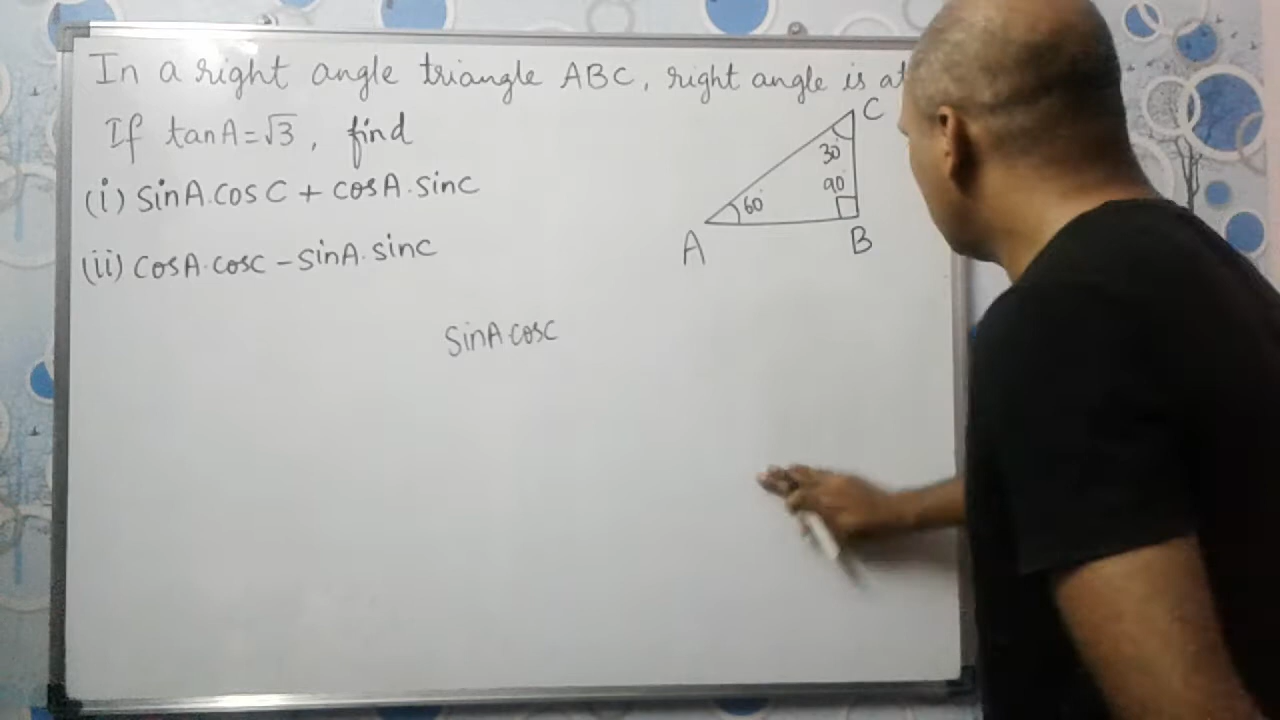 In a right angle triangle ABC, right angle is at
If tanA=√3, find
(i) sinA.cosC + cosA.sinc
(ii) cosA.cosc - sinA.sinc
C
30°
90°
60°
A
B
sinA cosc